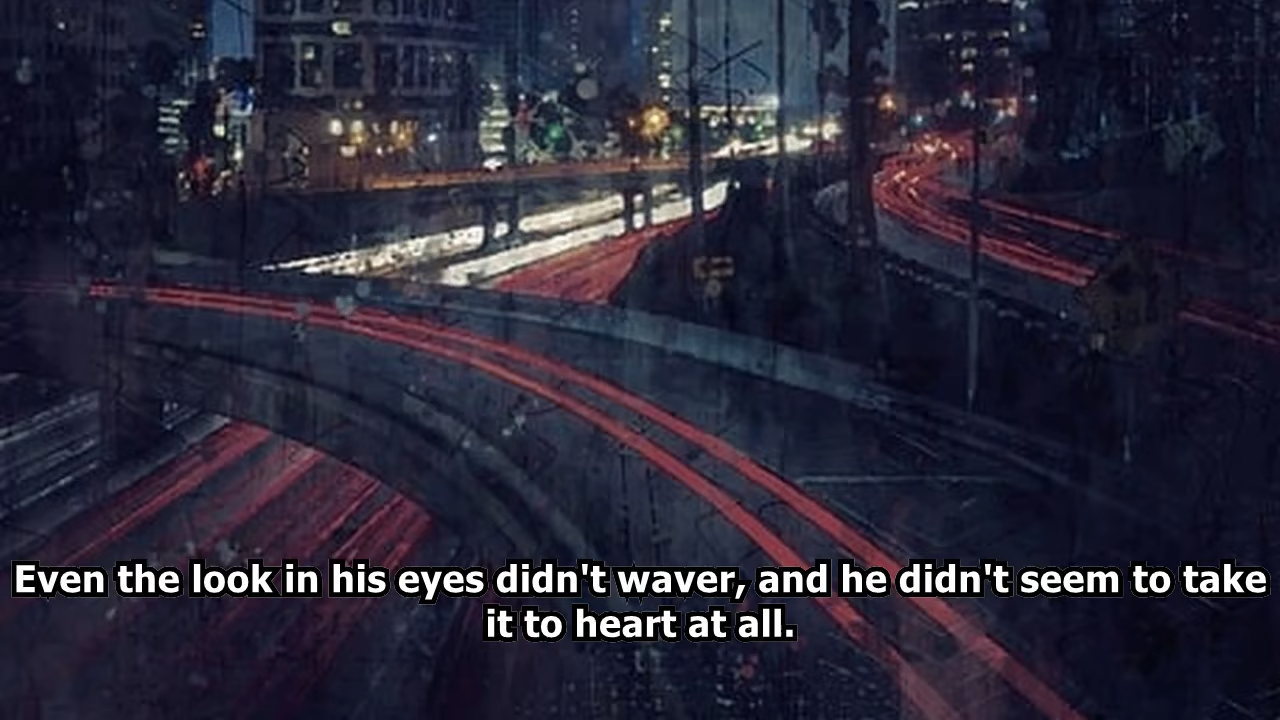 Even the look in his eyes didn't waver, and he didn't seem to take
it to heart at all.